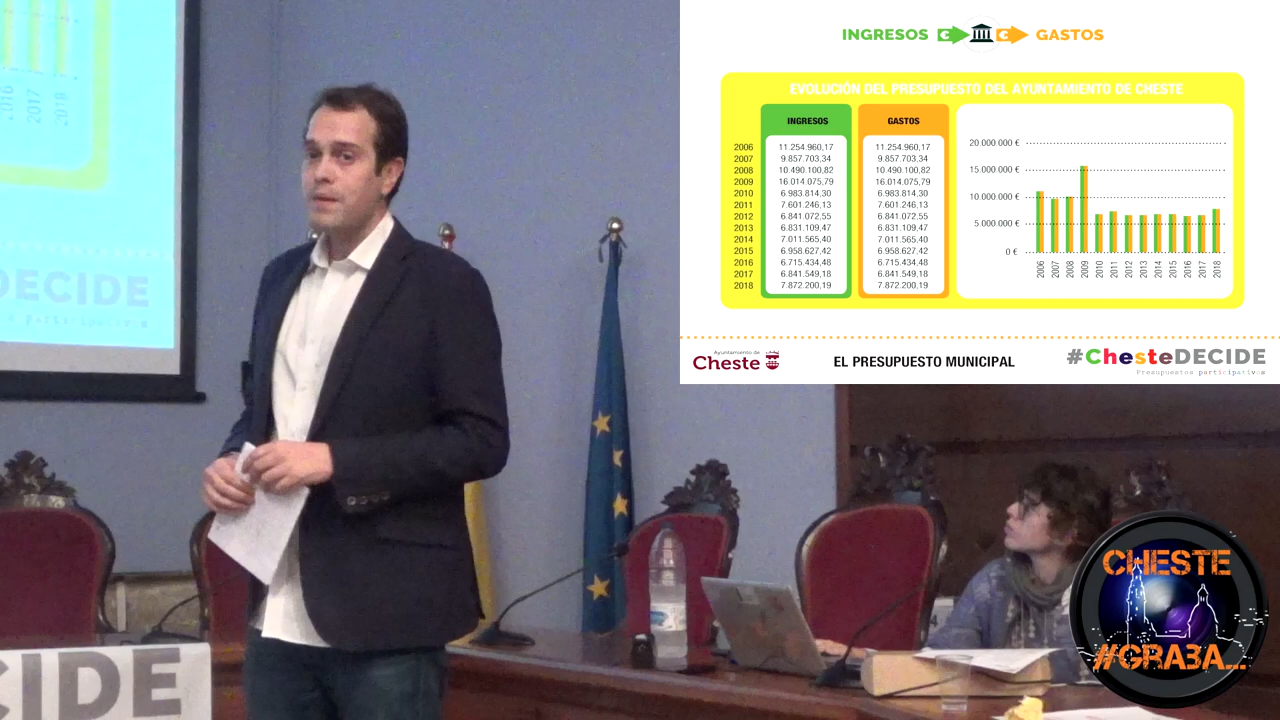 INGRESOS GASTOS
EVOLUCIÓN DEL PRESUPUESTO DEL AYUNTAMIENTO DE CHESTE
INGRESOS GASTOS
2006 11.254.960,17 11.254.960,17
2007 9.857.703,34 9.857.703,34
2008 10.490.100,82 10.490.100,82
2009 16.014.075,79 16.014.075,79
2010 6.983.814,30 6.983.814,30
2011 7.601.246,13 7.601.246,13
2012 6.841.072,55 6.841.072,55
2013 6.831.109,47 6.831.109,47
2014 7.011.565,40 7.011.565,40
2015 6.958.627,42 6.958.627,42
2016 6.715.434,48 6.715.434,48
2017 6.841.549,18 6.841.549,18
2018 7.872.200,19 7.872.200,19
20.000.000 €
15.000.000 €
10.000.000 €
5.000.000 €
0 €
2006 2007 2008 2009 2010 2011 2012 2013 2014 2015 2016 2017 2018
Ayuntamiento de
Cheste
EL PRESUPUESTO MUNICIPAL
#ChesteDECIDE
Presupuestos participativos
2016 2017 2018
DECIDE
participativos
CIDE
CHESTE
#GRABA...